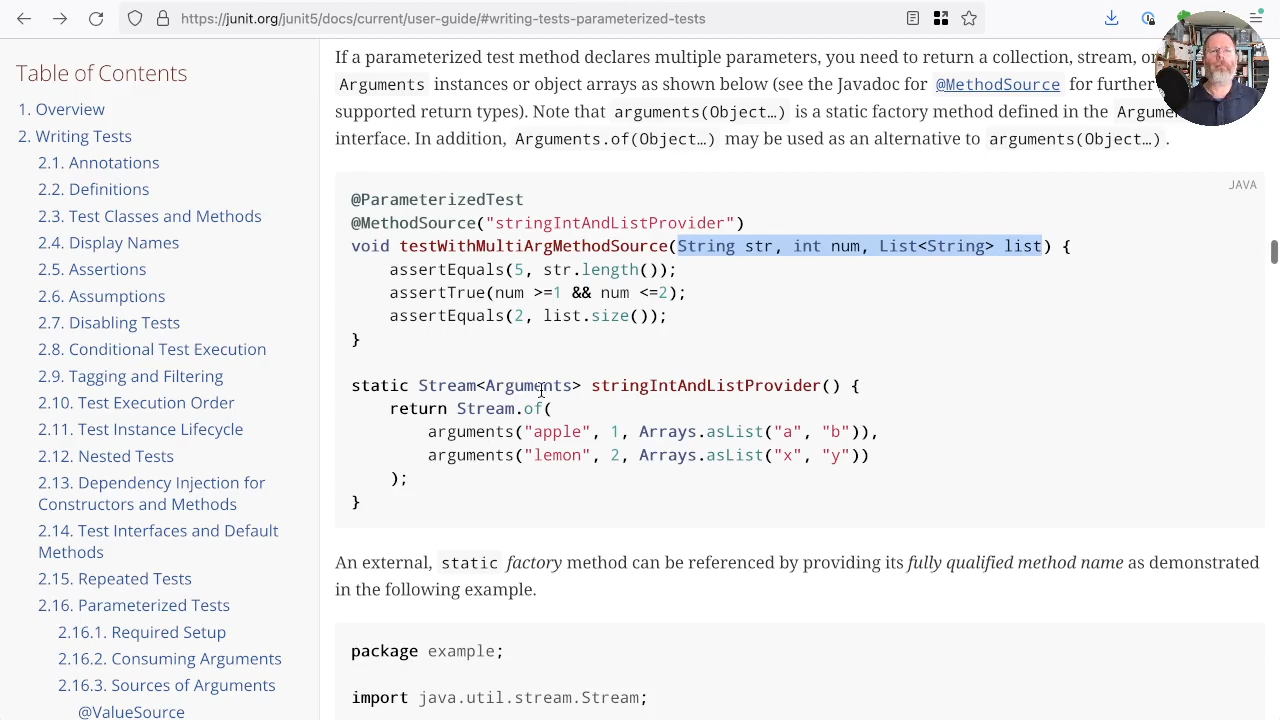 https://junit.org/junit5/docs/current/user-guide/#writing-tests-parameterized-tests
Table of Contents
1. Overview
2. Writing Tests
2.1. Annotations
2.2. Definitions
2.3. Test Classes and Methods
2.4. Display Names
2.5. Assertions
2.6. Assumptions
2.7. Disabling Tests
2.8. Conditional Test Execution
2.9. Tagging and Filtering
2.10. Test Execution Order
2.11. Test Instance Lifecycle
2.12. Nested Tests
2.13. Dependency Injection for
Constructors and Methods
2.14. Test Interfaces and Default
Methods
2.15. Repeated Tests
2.16. Parameterized Tests
2.16.1. Required Setup
2.16.2. Consuming Arguments
2.16.3. Sources of Arguments
@ValueSource
If a parameterized test method declares multiple parameters, you need to return a collection, stream, or
Arguments instances or object arrays as shown below (see the Javadoc for @MethodSource for further
supported return types). Note that arguments(Object…) is a static factory method defined in the
interface. In addition, Arguments.of(Object…) may be used as an alternative to arguments(Object…).
JAVA
@ParameterizedTest
@MethodSource("stringIntAndListProvider")
void testWithMultiArgMethodSource(String str, int num, List<String> list) {
    assertEquals(5, str.length());
    assertTrue(num >=1 && num <=2);
    assertEquals(2, list.size());
}
static Stream<Arguments> stringIntAndListProvider() {
    return Stream.of(
        arguments("apple", 1, Arrays.asList("a", "b")),
        arguments("lemon", 2, Arrays.asList("x", "y"))
    );
}
An external, static factory method can be referenced by providing its fully qualified method name as demonstrated
in the following example.
package example;
import java.util.stream.Stream;